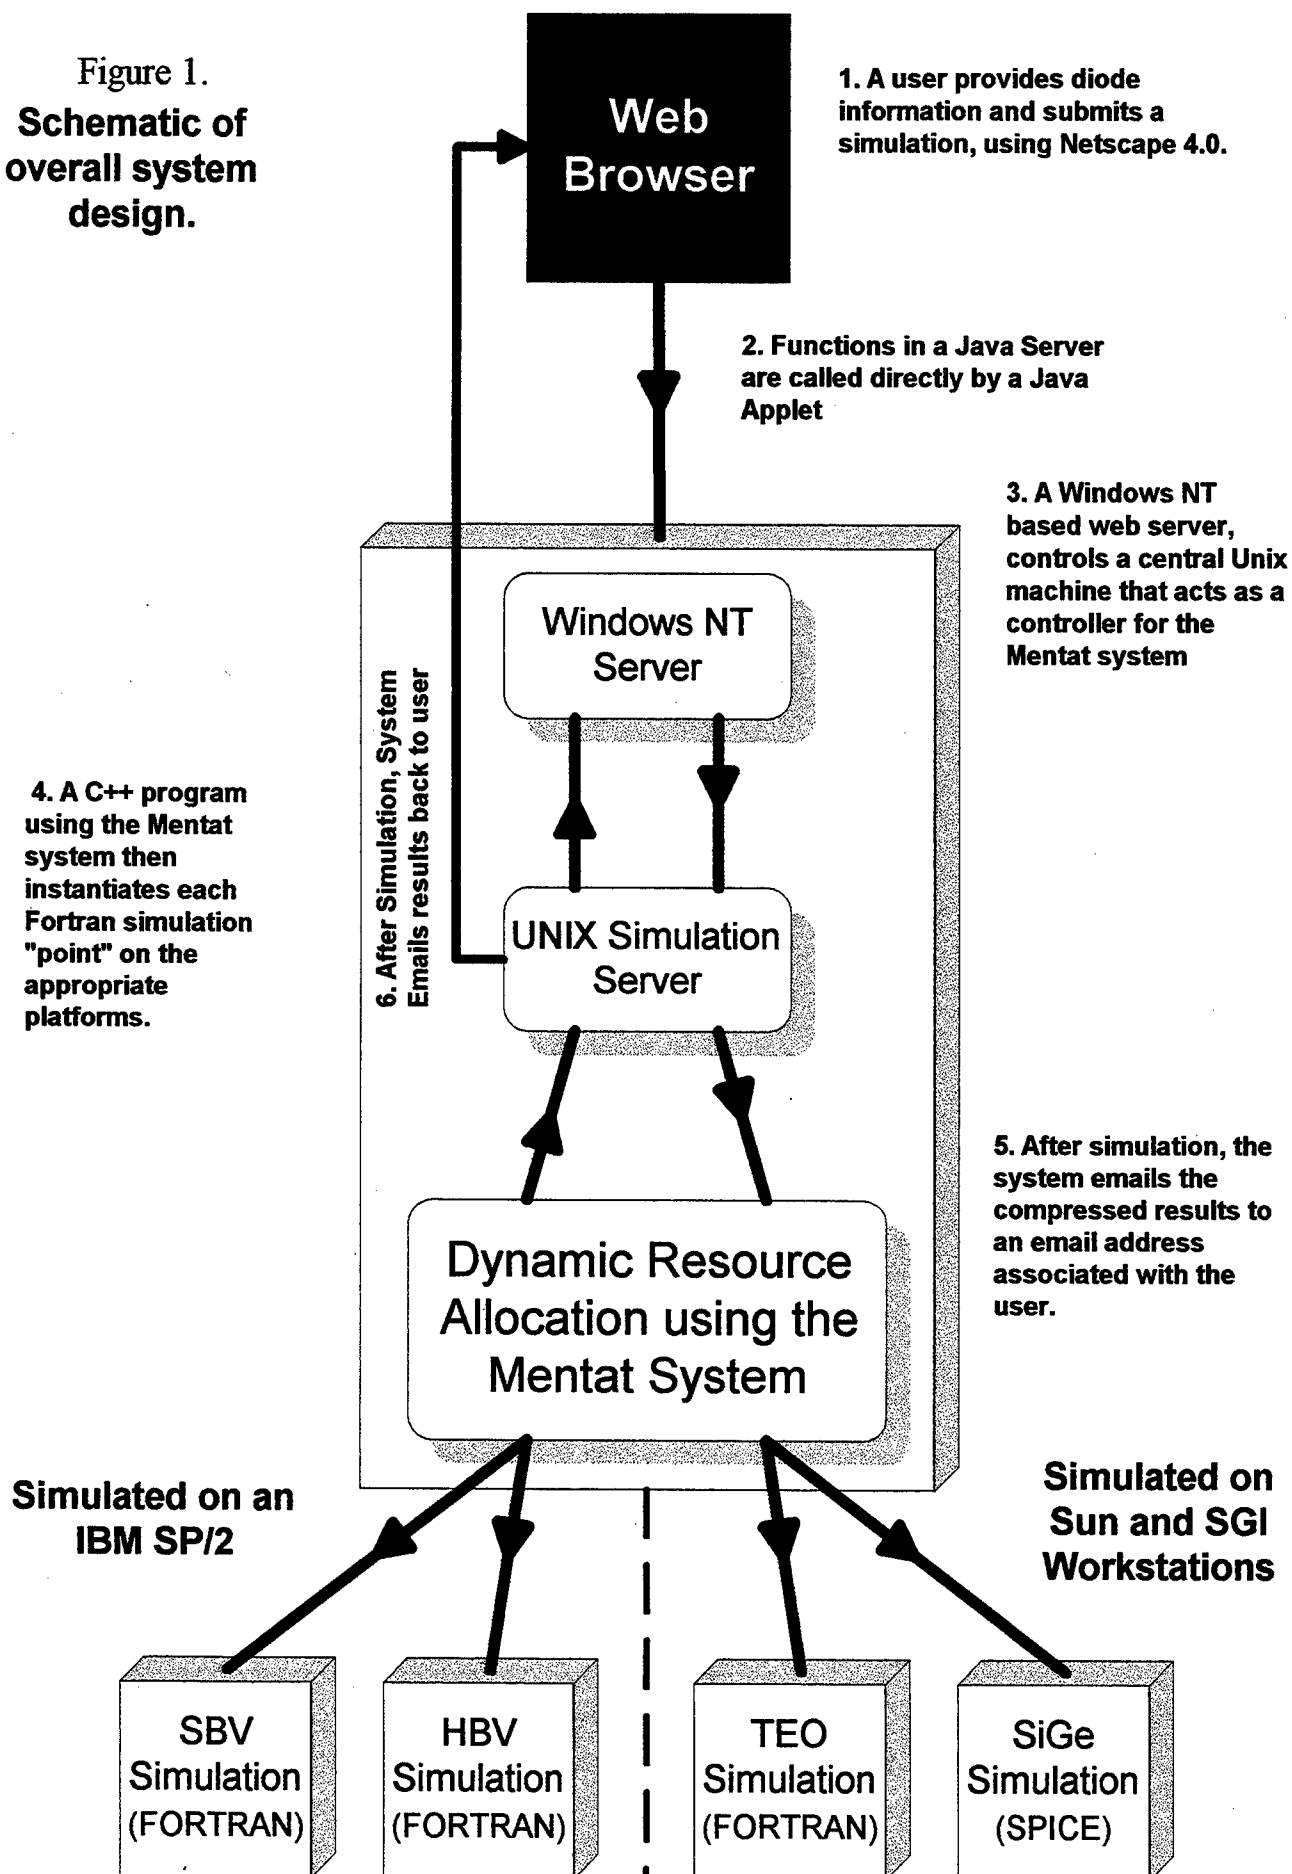 Figure 1.
Schematic of
overall system
design.
Web
Browser
1. A user provides diode
information and submits a
simulation, using Netscape 4.0.
2. Functions in a Java Server
are called directly by a Java
Applet
3. A Windows NT
based web server,
controls a central Unix
machine that acts as a
controller for the
Mentat system
Windows NT
Server
6. After Simulation, System
Emails results back to user
4. A C++ program
using the Mentat
system then
instantiates each
Fortran simulation
"point" on the
appropriate
platforms.
UNIX Simulation
Server
5. After simulation, the
system emails the
compressed results to
an email address
associated with the
user.
Dynamic Resource
Allocation using the
Mentat System
Simulated on an
IBM SP/2
Simulated on
Sun and SGI
Workstations
SBV
Simulation
(FORTRAN)
HBV
Simulation
(FORTRAN)
TEO
Simulation
(FORTRAN)
SiGe
Simulation
(SPICE)